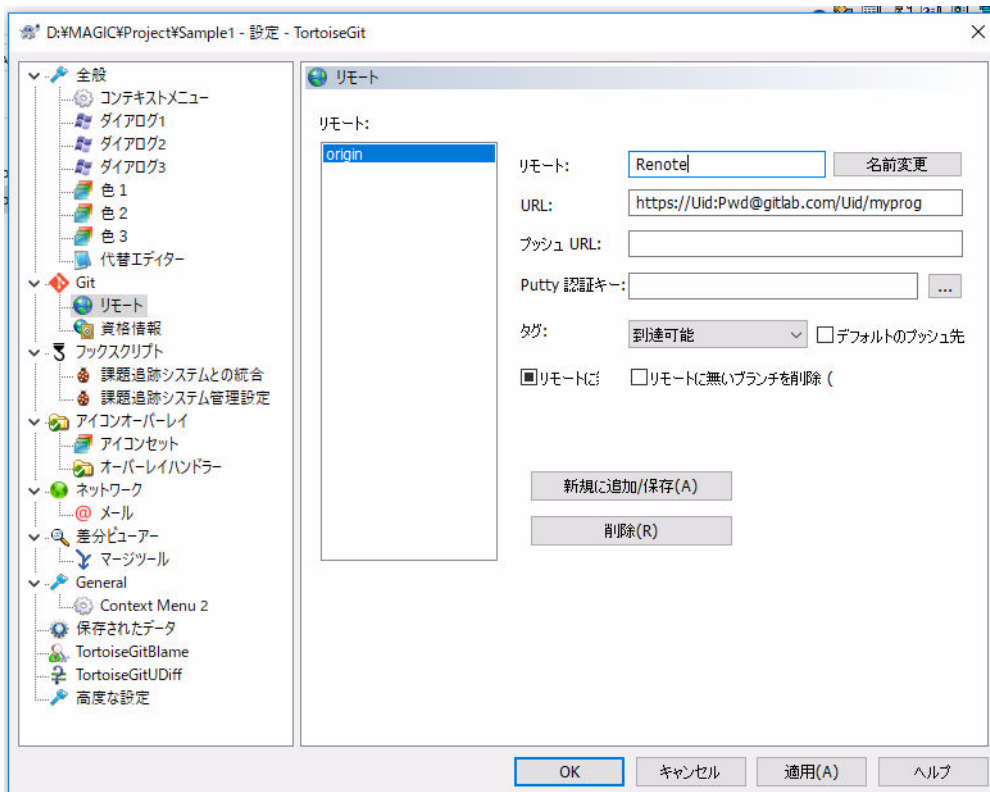 D:¥MAGIC¥Project¥Sample1 - 設定 - TortoiseGit
全般
コンテキストメニュー
ダイアログ1
ダイアログ2
ダイアログ3
色 1
色 2
色 3
代替エディター
Git
リモート
資格情報
フックスクリプト
課題追跡システムとの統合
課題追跡システム管理設定
アイコンオーバーレイ
アイコンセット
オーバーレイハンドラー
ネットワーク
メール
差分ビューアー
マージツール
General
Context Menu 2
保存されたデータ
TortoiseGitBlame
TortoiseGitUDiff
高度な設定
リモート
リモート:
origin
リモート: Renote 名前変更
URL: https://Uid:Pwd@gitlab.com/Uid/myprog
プッシュ URL:
Putty 認証キー: ...
タグ: 到達可能 デフォルトのプッシュ先
リモートに リモートに無いブランチを削除 (
新規に追加/保存(A)
削除(R)
OK キャンセル 適用(A) ヘルプ